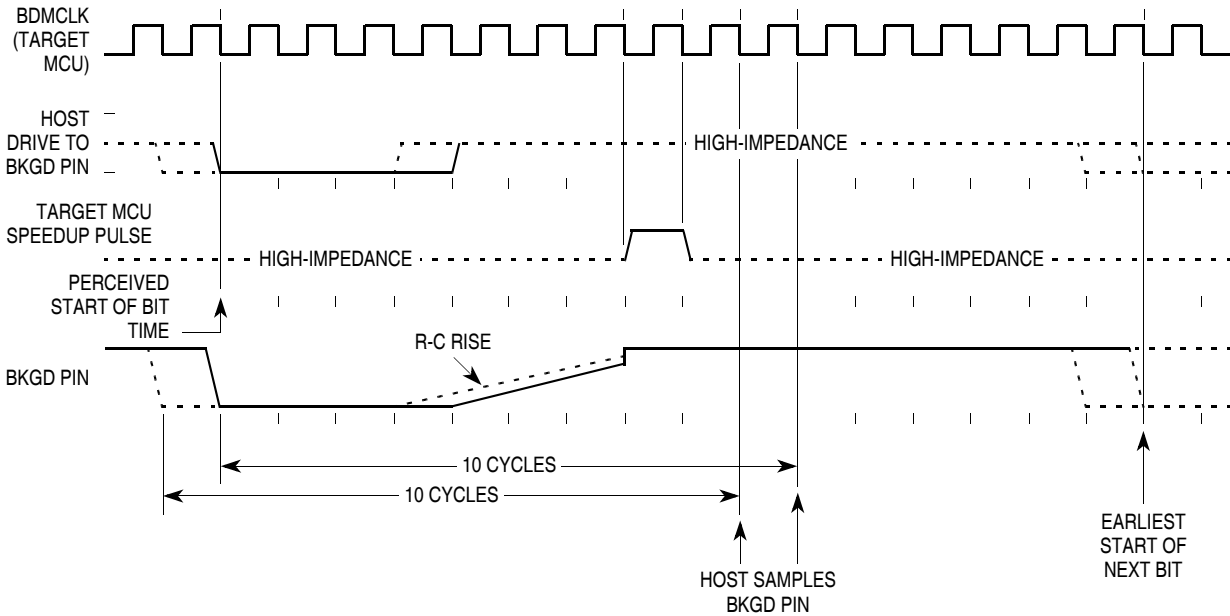 BDMCLK
(TARGET
MCU)
HOST
DRIVE TO
BKGD PIN
HIGH-IMPEDANCE
TARGET MCU
SPEEDUP PULSE
HIGH-IMPEDANCE
HIGH-IMPEDANCE
PERCEIVED
START OF BIT
TIME
R-C RISE
BKGD PIN
10 CYCLES
10 CYCLES
HOST SAMPLES
BKGD PIN
EARLIEST
START OF
NEXT BIT